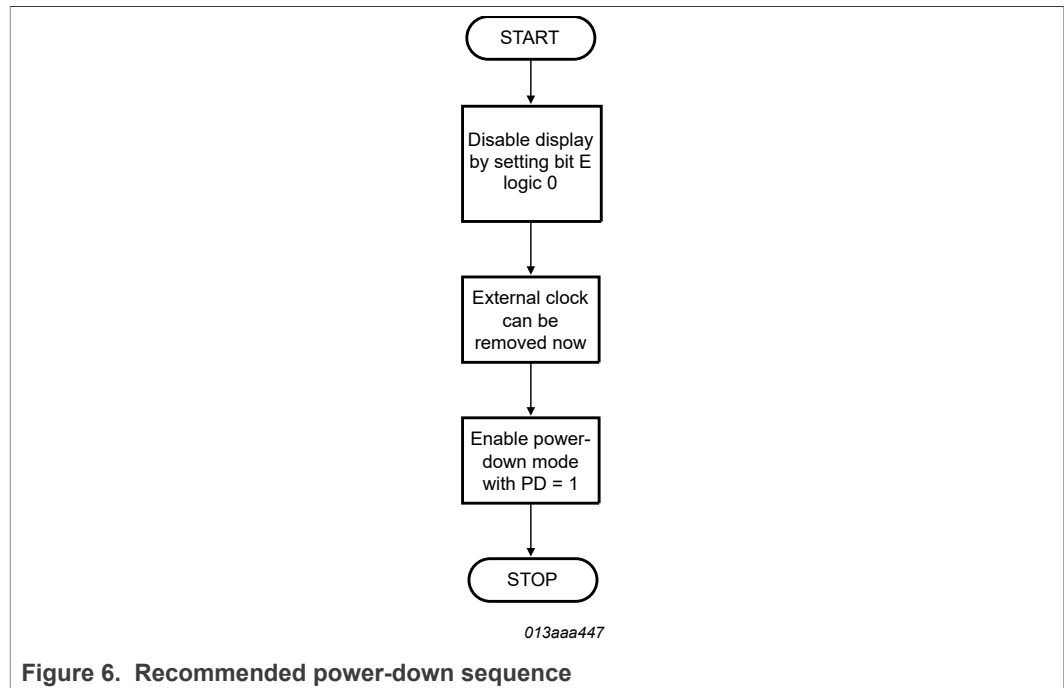 START
Disable display
by setting bit E
logic 0
External clock
can be
removed now
Enable power-
down mode
with PD = 1
STOP
013aaa447
Figure 6. Recommended power-down sequence